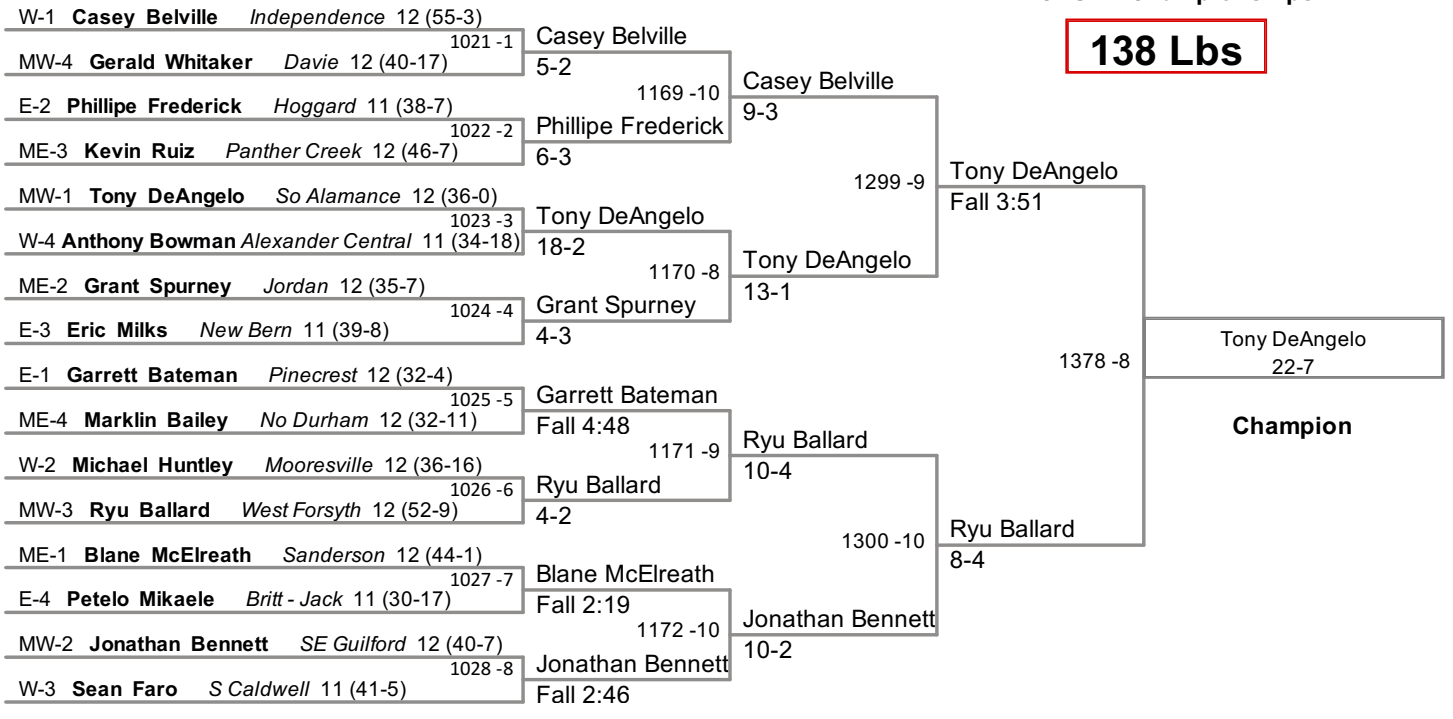 138 Lbs
W-1 Casey Belville Independence 12 (55-3)
1021 -1
MW-4 Gerald Whitaker Davie 12 (40-17)
E-2 Phillipe Frederick Hoggard 11 (38-7)
1022 -2
ME-3 Kevin Ruiz Panther Creek 12 (46-7)
MW-1 Tony DeAngelo So Alamance 12 (36-0)
1023 -3
W-4 Anthony Bowman Alexander Central 11 (34-18)
ME-2 Grant Spurney Jordan 12 (35-7)
1024 -4
E-3 Eric Milks New Bern 11 (39-8)
E-1 Garrett Bateman Pinecrest 12 (32-4)
1025 -5
ME-4 Marklin Bailey No Durham 12 (32-11)
W-2 Michael Huntley Mooresville 12 (36-16)
1026 -6
MW-3 Ryu Ballard West Forsyth 12 (52-9)
ME-1 Blane McElreath Sanderson 12 (44-1)
1027 -7
E-4 Petelo Mikaele Britt - Jack 11 (30-17)
MW-2 Jonathan Bennett SE Guilford 12 (40-7)
1028 -8
W-3 Sean Faro S Caldwell 11 (41-5)
Casey Belville
5-2
1169 -10
Phillipe Frederick
6-3
Tony DeAngelo
18-2
1170 -8
Grant Spurney
4-3
Garrett Bateman
Fall 4:48
1171 -9
Ryu Ballard
4-2
Blane McElreath
Fall 2:19
1172 -10
Jonathan Bennett
Fall 2:46
Casey Belville
9-3
1299 -9
Tony DeAngelo
13-1
Ryu Ballard
10-4
1300 -10
Jonathan Bennett
10-2
Tony DeAngelo
Fall 3:51
1378 -8
Ryu Ballard
8-4
Tony DeAngelo
22-7
Champion